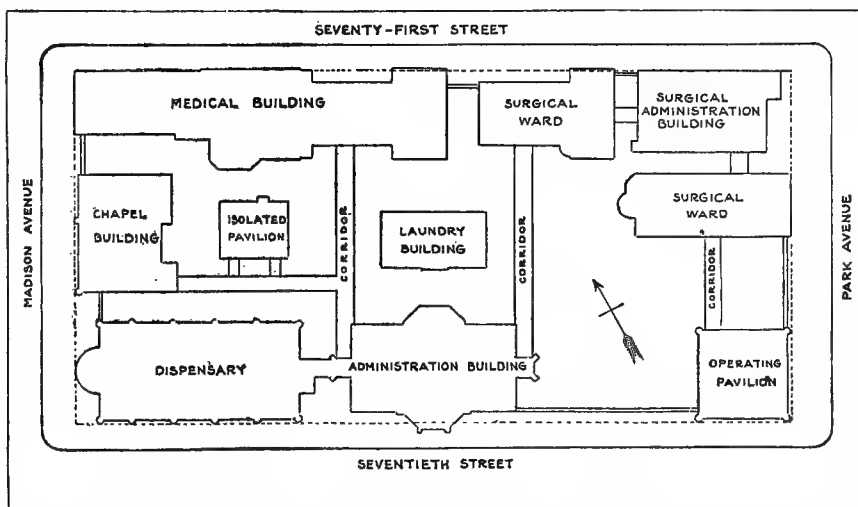 SEVENTY-FIRST STREET
MEDICAL BUILDING
SURGICAL
WARD
SURGICAL
ADMINISTRATION
BUILDING
MADISON AVENUE
CHAPEL
BUILDING
ISOLATED
PAVILION
CORRIDOR
LAUNDRY
BUILDING
CORRIDOR
SURGICAL
WARD
CORRIDOR
PARK AVENUE
DISPENSARY
ADMINISTRATION BUILDING
OPERATING
PAVILION
SEVENTIETH STREET